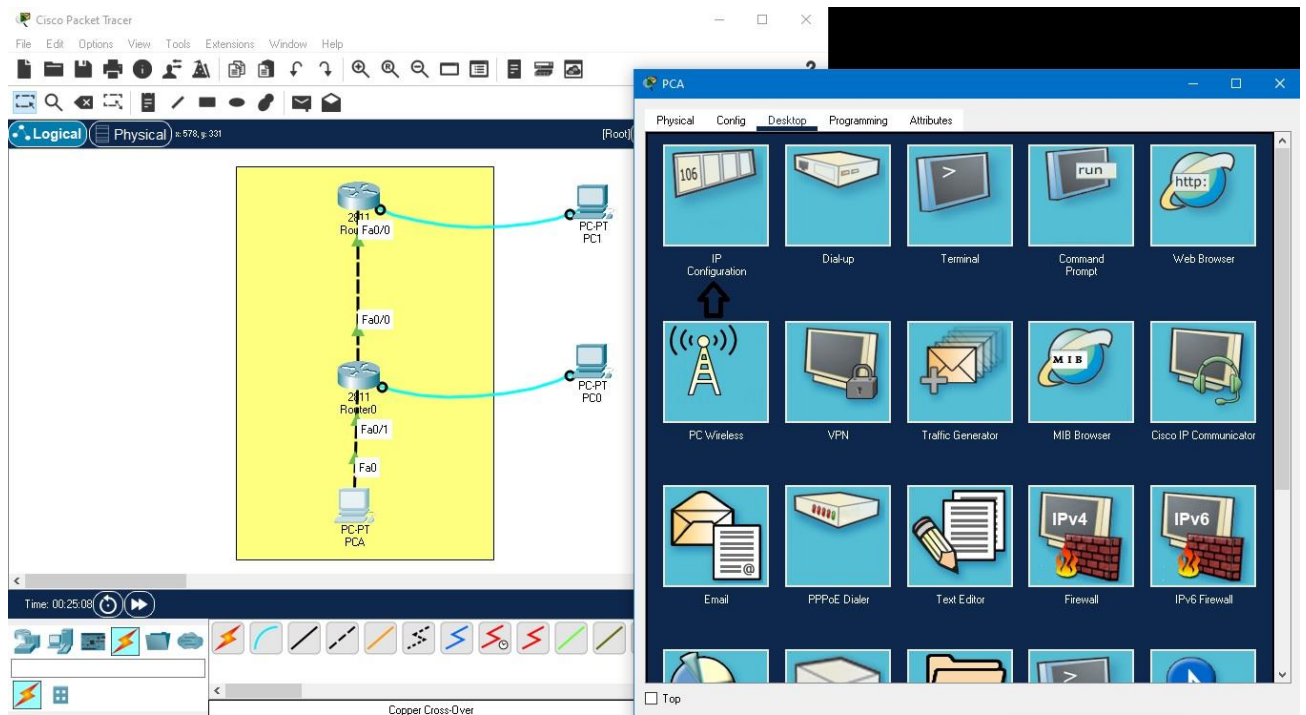 Cisco Packet Tracer
File Edit Options View Tools Extensions Window Help
Logical Physical x: 578, y: 331 [Root]
2811
Rou Fa0/0
PC-PT
PC1
Fa0/0
2811
Router0
PC-PT
PC0
Fa0/1
Fa0
PC-PT
PCA
Time: 00:25:08
Copper Cross-Over
PCA
Physical Config Desktop Programming Attributes
106
run
http:
IP
Configuration
Dial-up
Terminal
Command
Prompt
Web Browser
MIB
PC Wireless
VPN
Traffic Generator
MIB Browser
Cisco IP Communicator
IPv4
IPv6
Email
PPPoE Dialer
Text Editor
Firewall
IPv6 Firewall
Top